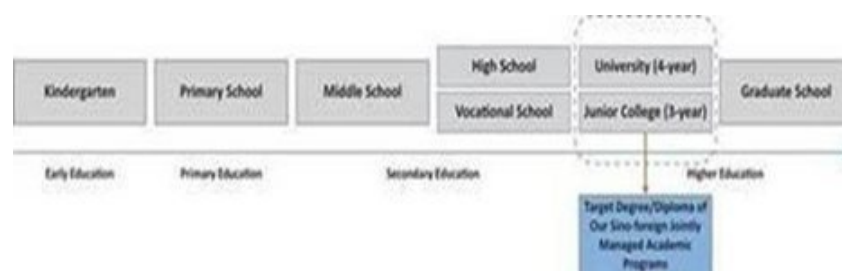 Kindergarten
Primary School
Middle School
High School
Vocational School
University (4-year)
Junior College (3-year)
Graduate School
Early Education
Primary Education
Secondary Education
Higher Education
Target Degree/Diploma of
Our Sino-foreign Jointly
Managed Academic
Programs